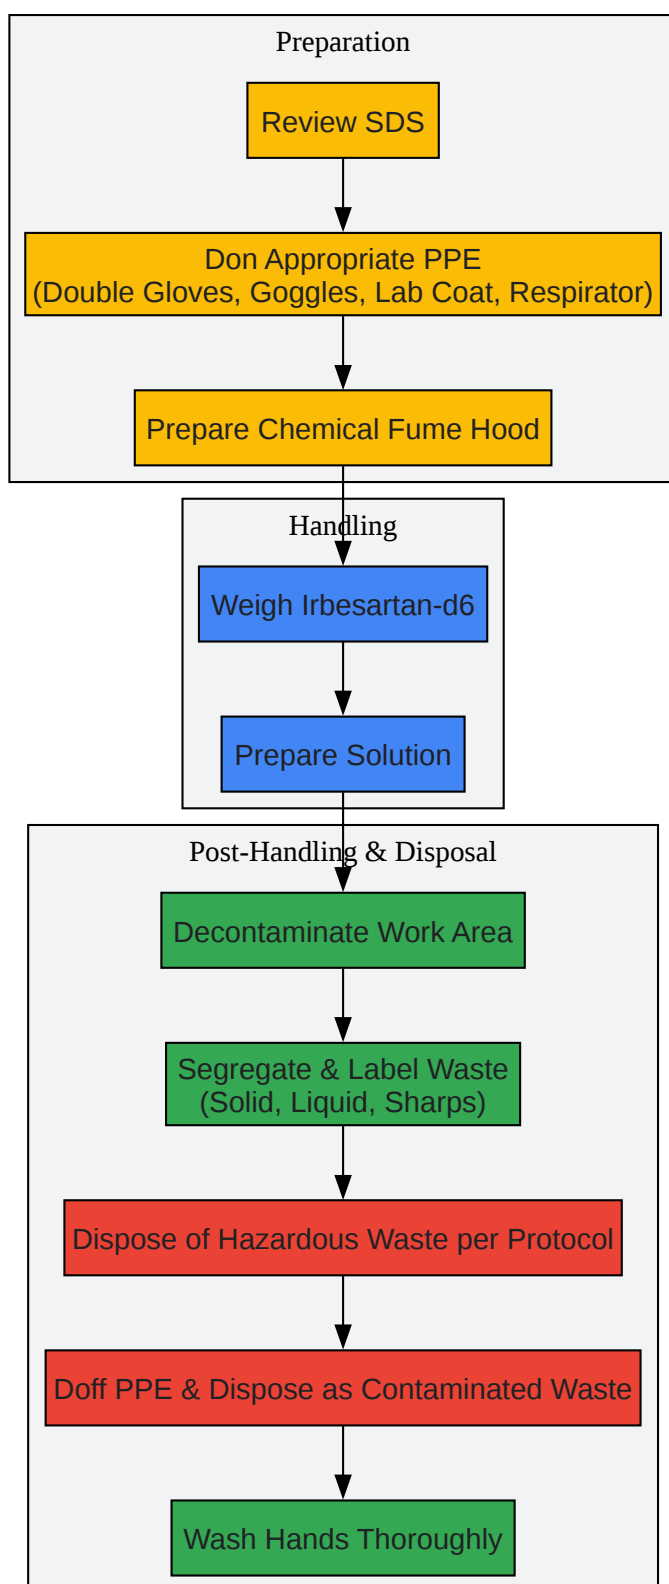 Preparation
Review SDS
Don Appropriate PPE
(Double Gloves, Goggles, Lab Coat, Respirator)
Prepare Chemical Fume Hood
Handling
Weigh Irbesartan-d6
Prepare Solution
Post-Handling & Disposal
Decontaminate Work Area
Segregate & Label Waste
(Solid, Liquid, Sharps)
Dispose of Hazardous Waste per Protocol
Doff PPE & Dispose as Contaminated Waste
Wash Hands Thoroughly